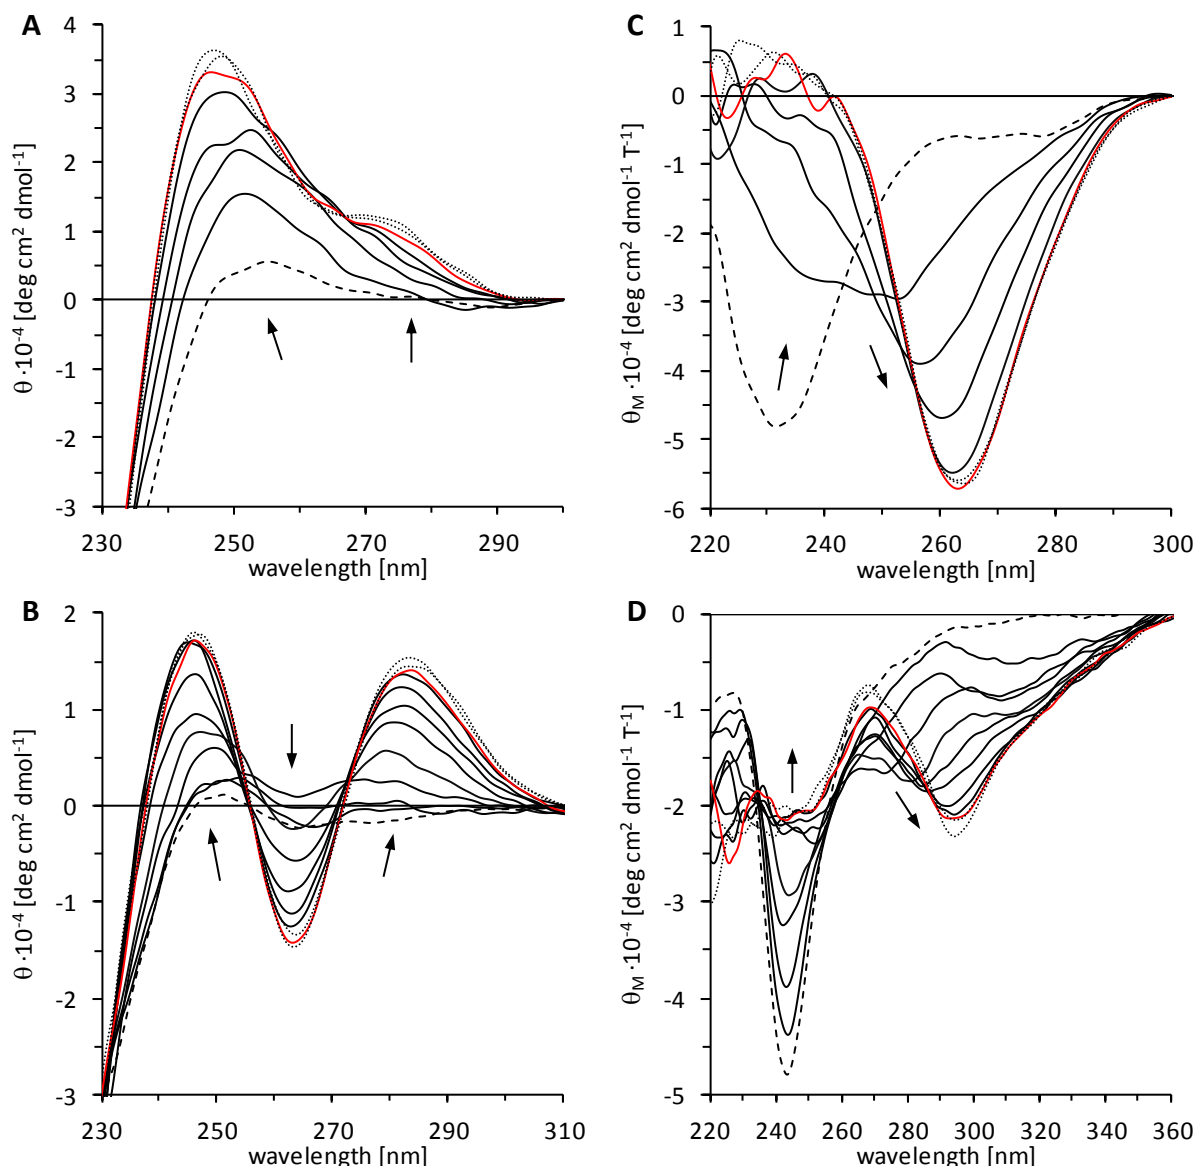 A
4
3
2
1
0
-1
-2
-3
θ ·10⁻⁴ [deg cm² dmol⁻¹]
230 250 270 290
wavelength [nm]
C
1
0
-1
-2
-3
-4
-5
-6
θM ·10⁻⁴ [deg cm² dmol⁻¹ T⁻¹]
220 240 260 280 300
wavelength [nm]
B
2
1
0
-1
-2
-3
θ ·10⁻⁴ [deg cm² dmol⁻¹]
230 250 270 290 310
wavelength [nm]
D
0
-1
-2
-3
-4
-5
θM ·10⁻⁴ [deg cm² dmol⁻¹ T⁻¹]
220 240 260 280 300 320 340 360
wavelength [nm]